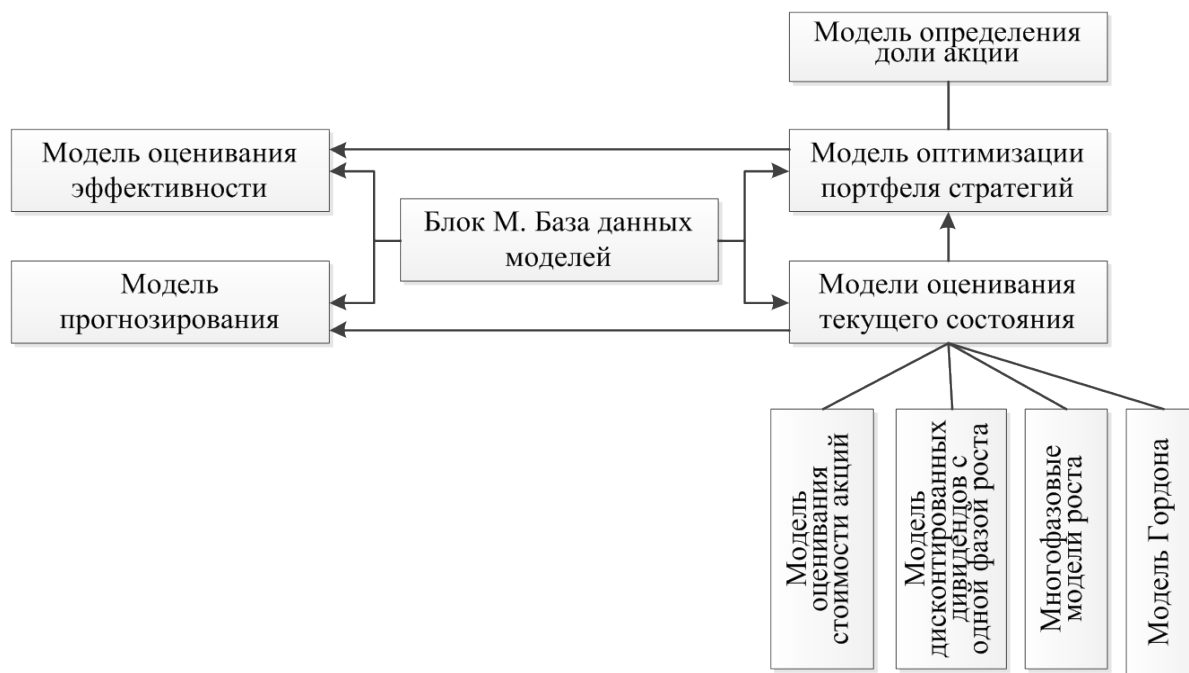 Модель определения
доли акции
Модель оценивания
эффективности
Модель оптимизации
портфеля стратегий
Блок М. База данных
моделей
Модель
прогнозирования
Модели оценивания
текущего состояния
Модель
оценивания
стоимости акций
Модель
дисконтированных
дивидендов с
одной фазой роста
Многофазовые
модели роста
Модель Гордона